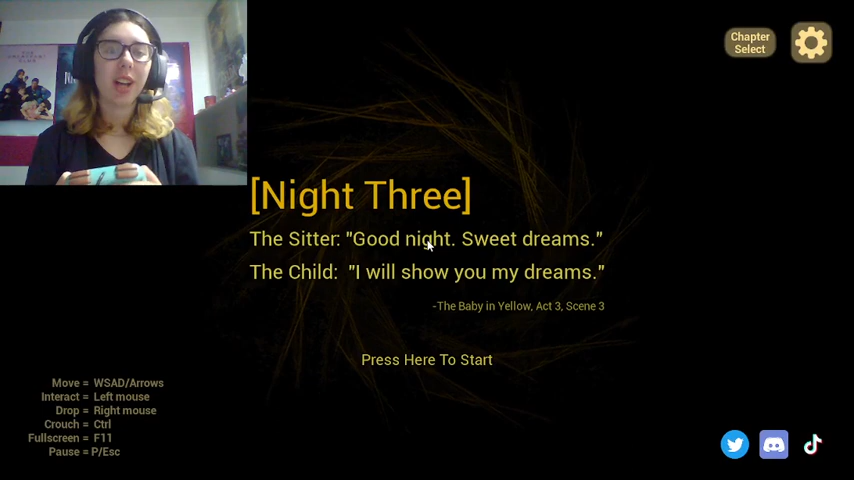 Chapter
Select
[Night Three]
The Sitter: "Good night. Sweet dreams."
The Child: "I will show you my dreams."
-The Baby in Yellow, Act 3, Scene 3
Press Here To Start
Move = WSAD/Arrows
Interact = Left mouse
Drop = Right mouse
Crouch = Ctrl
Fullscreen = F11
Pause = P/Esc